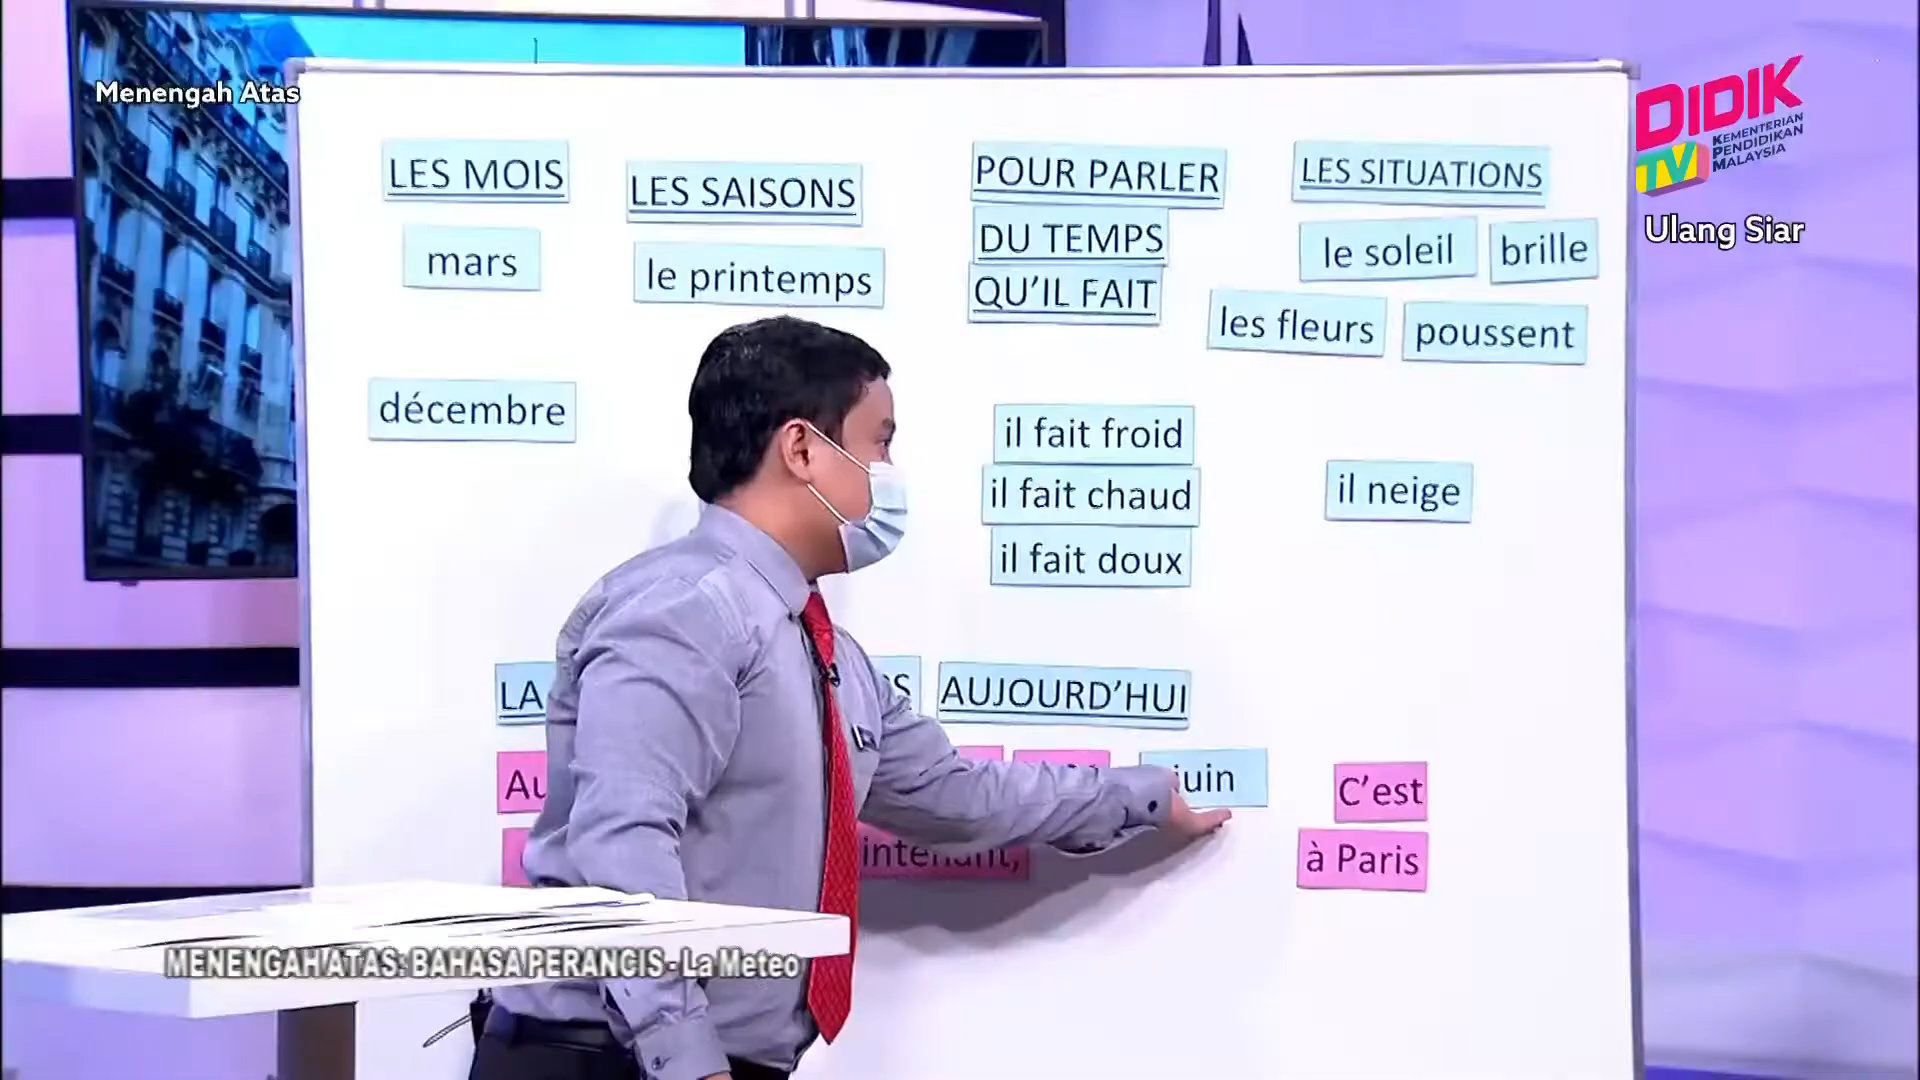 Menengah Atas
DIDIK
TV
KEMENTERIAN
PENDIDIKAN
MALAYSIA
Ulang Siar
LES MOIS
mars
décembre
LES SAISONS
le printemps
POUR PARLER
DU TEMPS
QU'IL FAIT
il fait froid
il fait chaud
il fait doux
LES SITUATIONS
le soleil brille
les fleurs poussent
il neige
LA AUJOURD'HUI
juin C'est
à Paris
MENENGAH ATAS: BAHASA PERANCIS - La Meteo